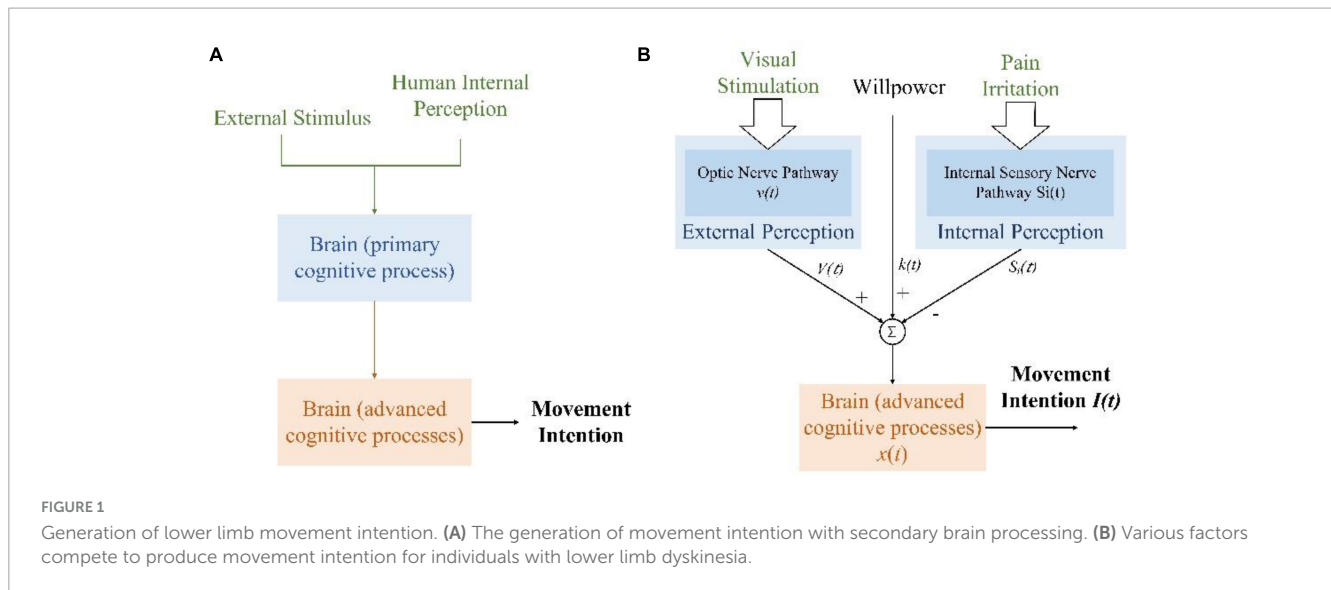 A
External Stimulus
Human Internal
Perception
Brain (primary
cognitive process)
Brain (advanced
cognitive processes)
Movement
Intention
B
Visual
Stimulation
Willpower
Pain
Irritation
Optic Nerve Pathway
v(t)
External Perception
Internal Sensory Nerve
Pathway Si(t)
Internal Perception
V(t)
k(t)
Si(t)
+
+
-
Σ
Brain (advanced
cognitive processes)
x(t)
Movement
Intention I(t)
FIGURE 1
Generation of lower limb movement intention. (A) The generation of movement intention with secondary brain processing. (B) Various factors
compete to produce movement intention for individuals with lower limb dyskinesia.